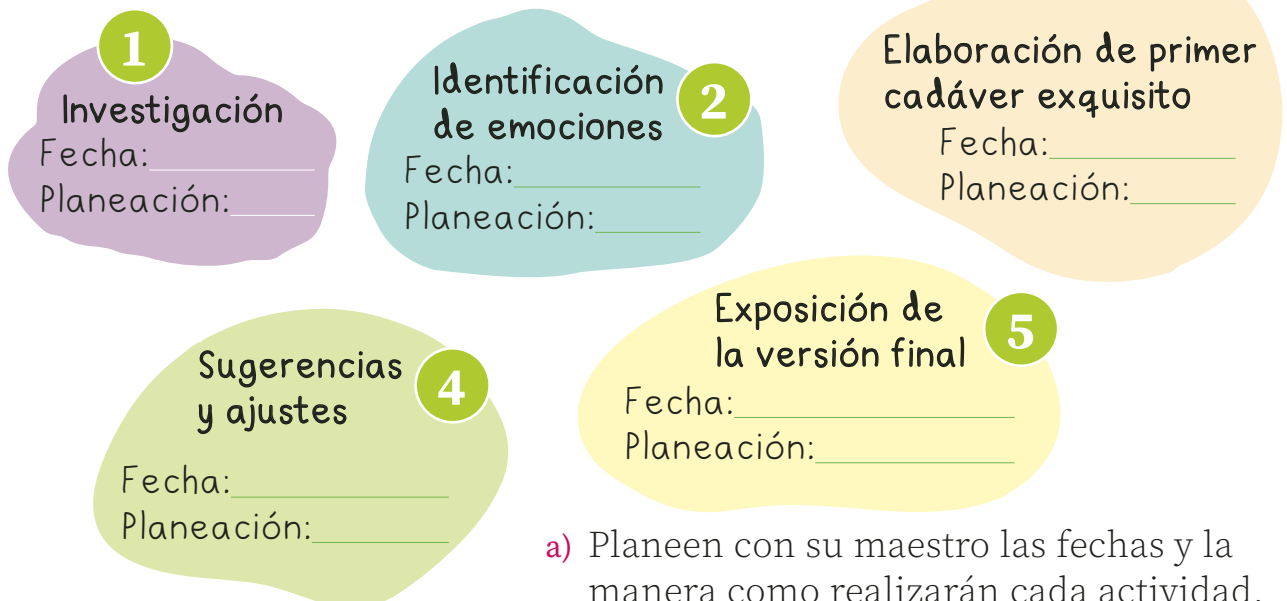 1
Investigación
Fecha:
Planeación:
Identificación
de emociones
2
Fecha:
Planeación:
Elaboración de primer
cadáver exquisito
Fecha:
Planeación:
Sugerencias
y ajustes
4
Fecha:
Planeación:
Exposición de
la versión final
5
Fecha:
Planeación:
a) Planeen con su maestro las fechas y la
manera como realizarán cada actividad.